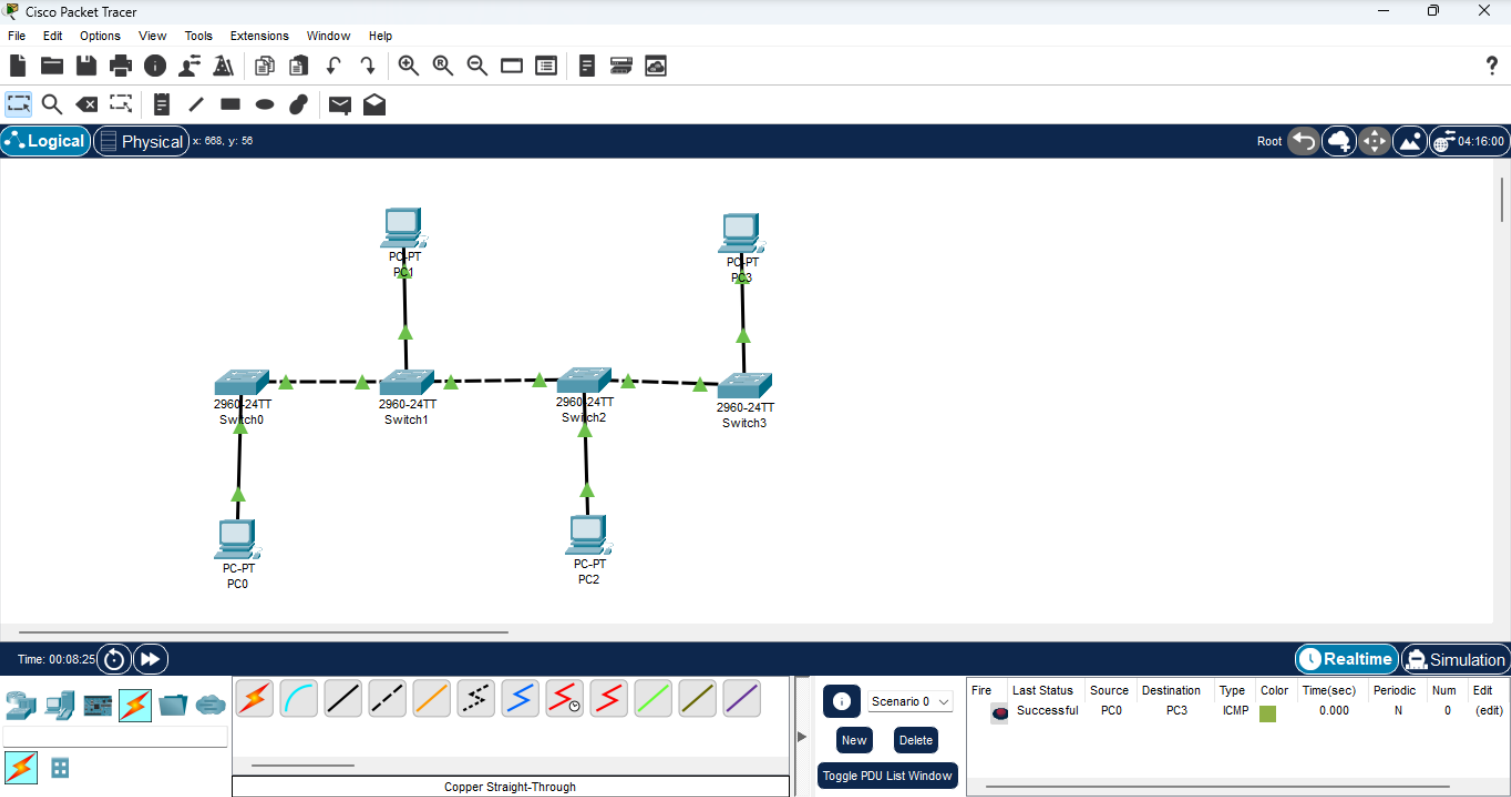 Cisco Packet Tracer
File Edit Options View Tools Extensions Window Help
Logical Physical x: 668, y: 56 Root 04:16:00
PC-PT
PC1
PC-PT
PC3
2960-24TT
Switch0
2960-24TT
Switch1
2960-24TT
Switch2
2960-24TT
Switch3
PC-PT
PC0
PC-PT
PC2
Time: 00:08:25 Realtime Simulation
Scenario 0
New Delete
Toggle PDU List Window
Fire Last Status Source Destination Type Color Time(sec) Periodic Num Edit
Successful PC0 PC3 ICMP 0.000 N 0 (edit)
Copper Straight-Through